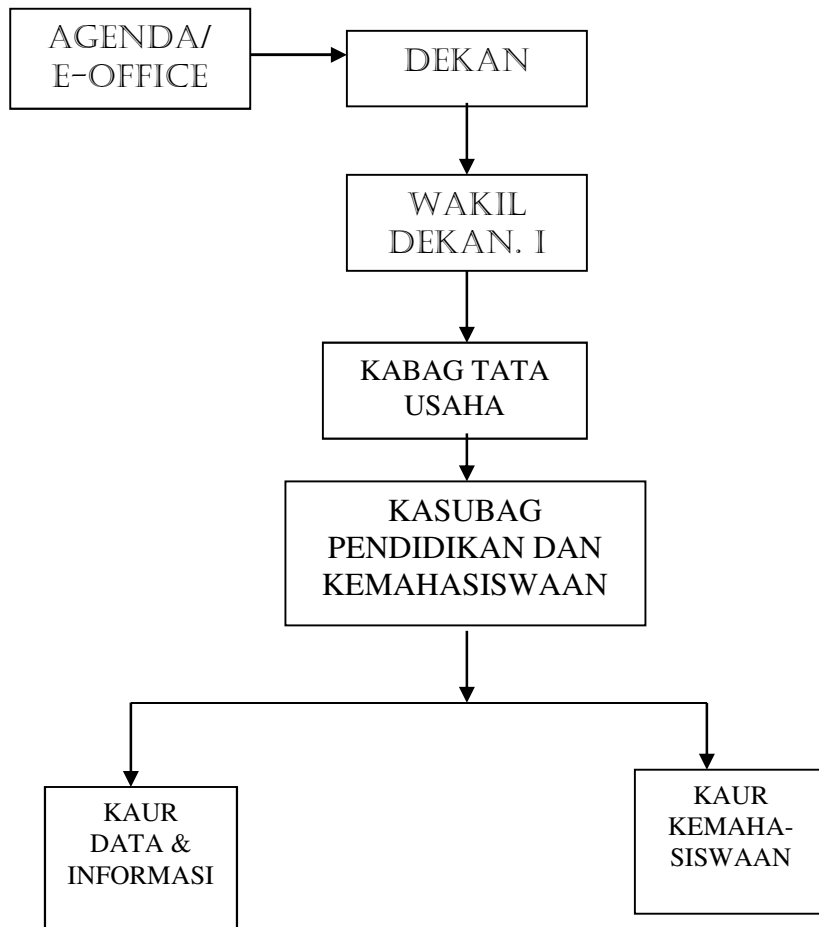 AGENDA/
E-OFFICE
DEKAN
WAKIL
DEKAN. I
KABAG TATA
USAHA
KASUBAG
PENDIDIKAN DAN
KEMAHASISWAAN
KAUR
DATA &
INFORMASI
KAUR
KEMAHA-
SISWAAN